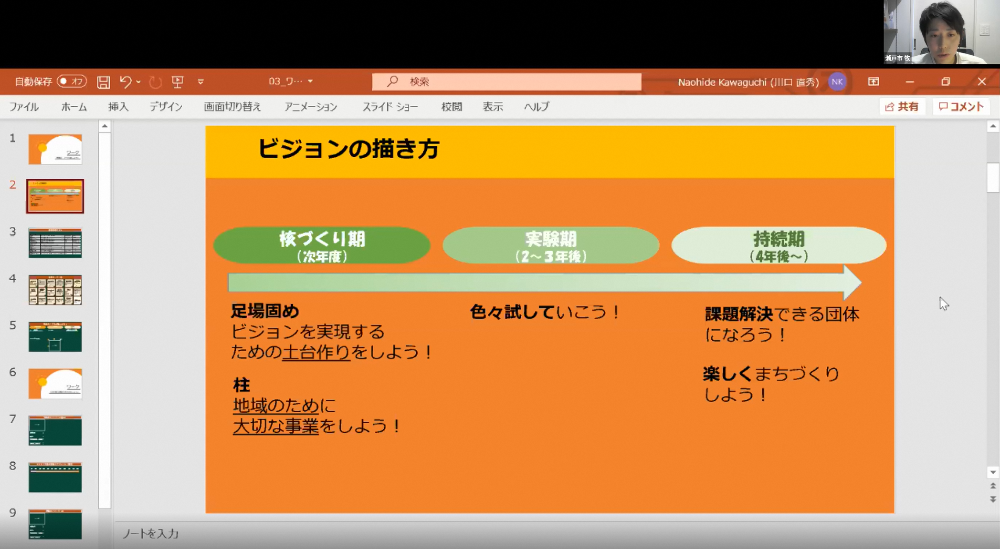 瀬戸市 牧
自動保存 オフ
03_ワ…
検索
Naohide Kawaguchi (川口 直秀)
NK
ファイル ホーム 挿入 デザイン 画面切り替え アニメーション スライド ショー 校閲 表示 ヘルプ
共有 コメント
1
ワーク
2
3
4
5
6
ワーク
7
8
9
ビジョンの描き方
核づくり期
(次年度)
実験期
(2～3年後)
持続期
(4年後～)
足場固め
ビジョンを実現する
ための土台作りをしよう！
柱
地域のために
大切な事業をしよう！
色々試していこう！
課題解決できる団体
になろう！
楽しくまちづくり
しよう！
ノートを入力